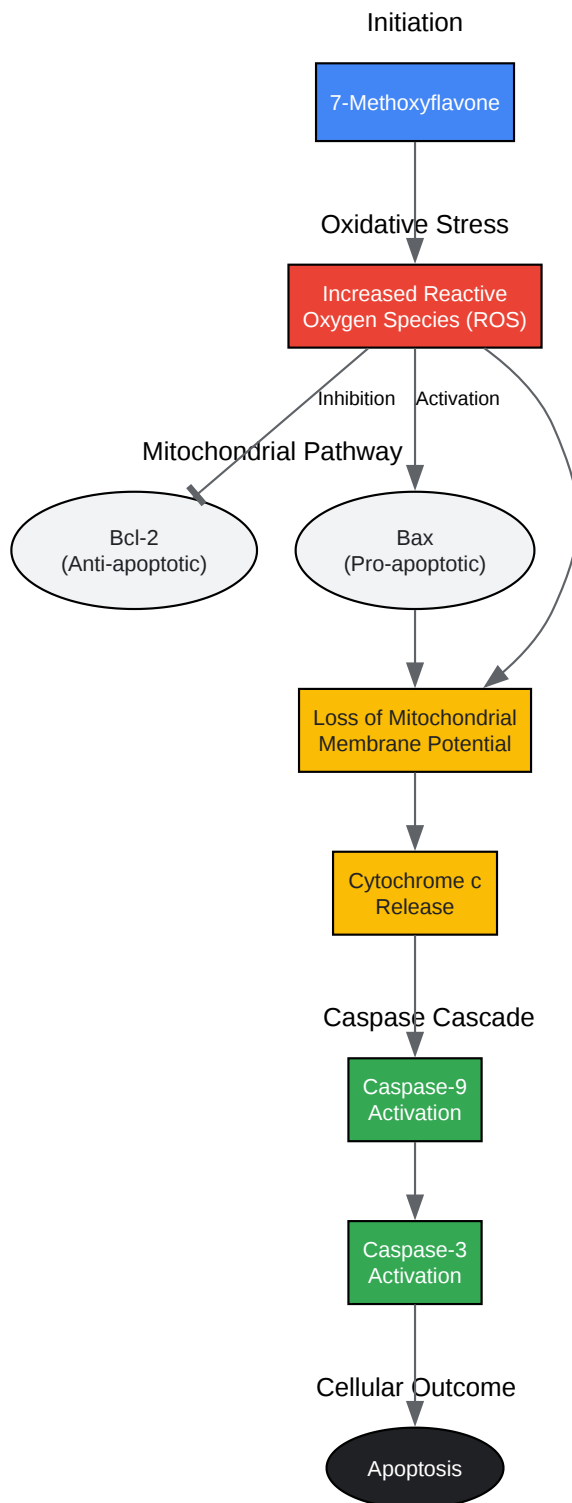 Initiation
7-Methoxyflavone
Oxidative Stress
Increased Reactive
Oxygen Species (ROS)
Inhibition
Activation
Mitochondrial Pathway
Bcl-2
(Anti-apoptotic)
Bax
(Pro-apoptotic)
Loss of Mitochondrial
Membrane Potential
Cytochrome c
Release
Caspase Cascade
Caspase-9
Activation
Caspase-3
Activation
Cellular Outcome
Apoptosis